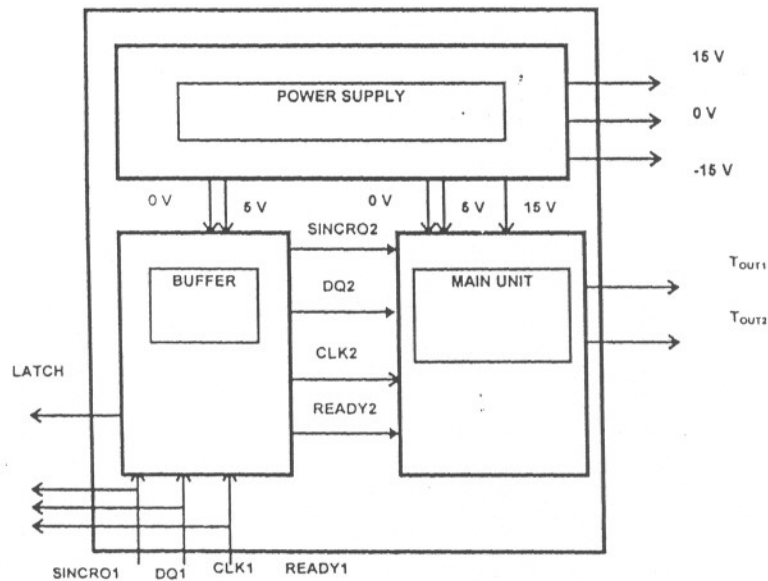 15 V
POWER SUPPLY
0 V
-15 V
0 V
5 V
0 V
5 V
15 V
SINCRO2
BUFFER
MAIN UNIT
TOUT1
DQ2
TOUT2
CLK2
LATCH
READY2
SINCRO1 DQ1 CLK1 READY1